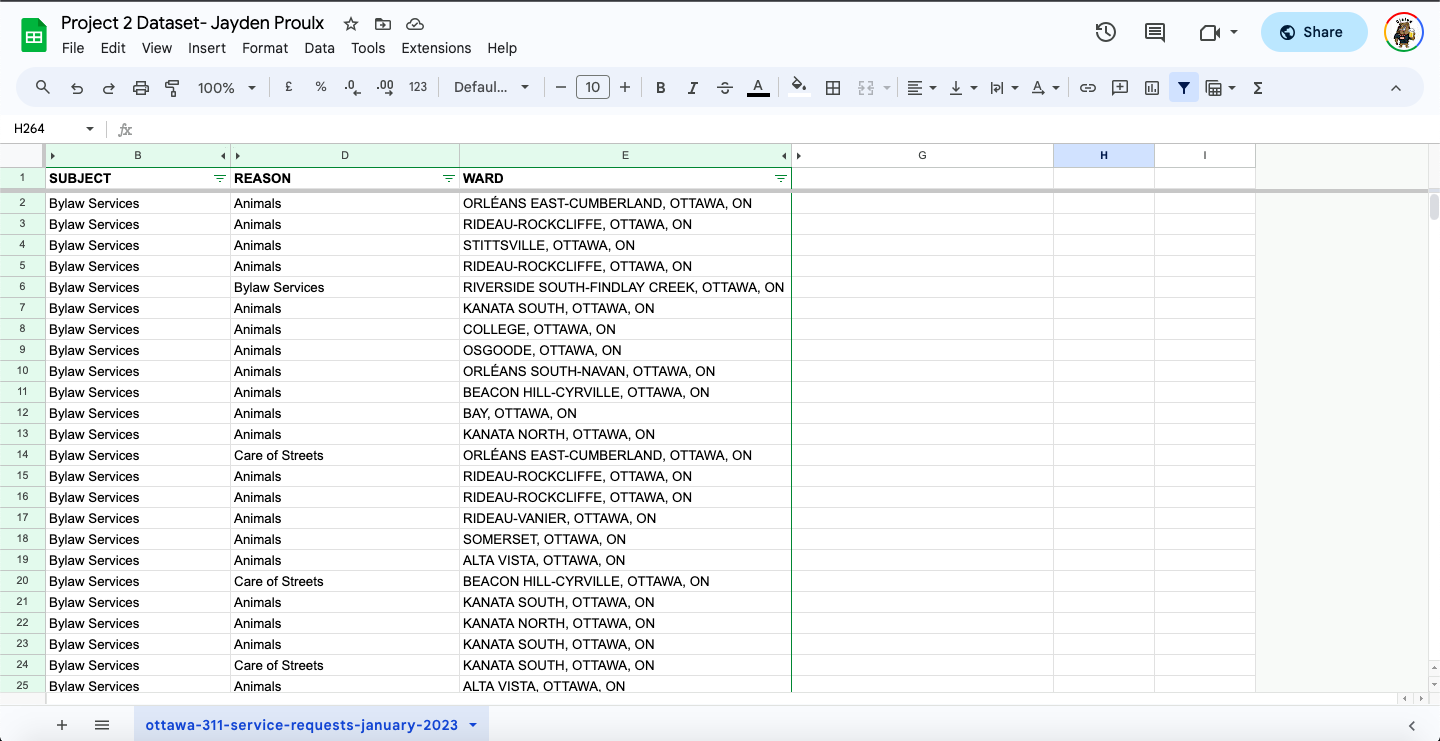 Project 2 Dataset- Jayden Proulx
File Edit View Insert Format Data Tools Extensions Help
Share
100% £ % .0 .00 123 Defaul... 10 B I S A A Σ
H264 fx
B D E G H I
1 SUBJECT REASON WARD
2 Bylaw Services Animals ORLÉANS EAST-CUMBERLAND, OTTAWA, ON
3 Bylaw Services Animals RIDEAU-ROCKCLIFFE, OTTAWA, ON
4 Bylaw Services Animals STITTSVILLE, OTTAWA, ON
5 Bylaw Services Animals RIDEAU-ROCKCLIFFE, OTTAWA, ON
6 Bylaw Services Bylaw Services RIVERSIDE SOUTH-FINDLAY CREEK, OTTAWA, ON
7 Bylaw Services Animals KANATA SOUTH, OTTAWA, ON
8 Bylaw Services Animals COLLEGE, OTTAWA, ON
9 Bylaw Services Animals OSGOODE, OTTAWA, ON
10 Bylaw Services Animals ORLÉANS SOUTH-NAVAN, OTTAWA, ON
11 Bylaw Services Animals BEACON HILL-CYRVILLE, OTTAWA, ON
12 Bylaw Services Animals BAY, OTTAWA, ON
13 Bylaw Services Animals KANATA NORTH, OTTAWA, ON
14 Bylaw Services Care of Streets ORLÉANS EAST-CUMBERLAND, OTTAWA, ON
15 Bylaw Services Animals RIDEAU-ROCKCLIFFE, OTTAWA, ON
16 Bylaw Services Animals RIDEAU-ROCKCLIFFE, OTTAWA, ON
17 Bylaw Services Animals RIDEAU-VANIER, OTTAWA, ON
18 Bylaw Services Animals SOMERSET, OTTAWA, ON
19 Bylaw Services Animals ALTA VISTA, OTTAWA, ON
20 Bylaw Services Care of Streets BEACON HILL-CYRVILLE, OTTAWA, ON
21 Bylaw Services Animals KANATA SOUTH, OTTAWA, ON
22 Bylaw Services Animals KANATA NORTH, OTTAWA, ON
23 Bylaw Services Animals KANATA SOUTH, OTTAWA, ON
24 Bylaw Services Care of Streets KANATA SOUTH, OTTAWA, ON
25 Bylaw Services Animals ALTA VISTA, OTTAWA, ON
ottawa-311-service-requests-january-2023